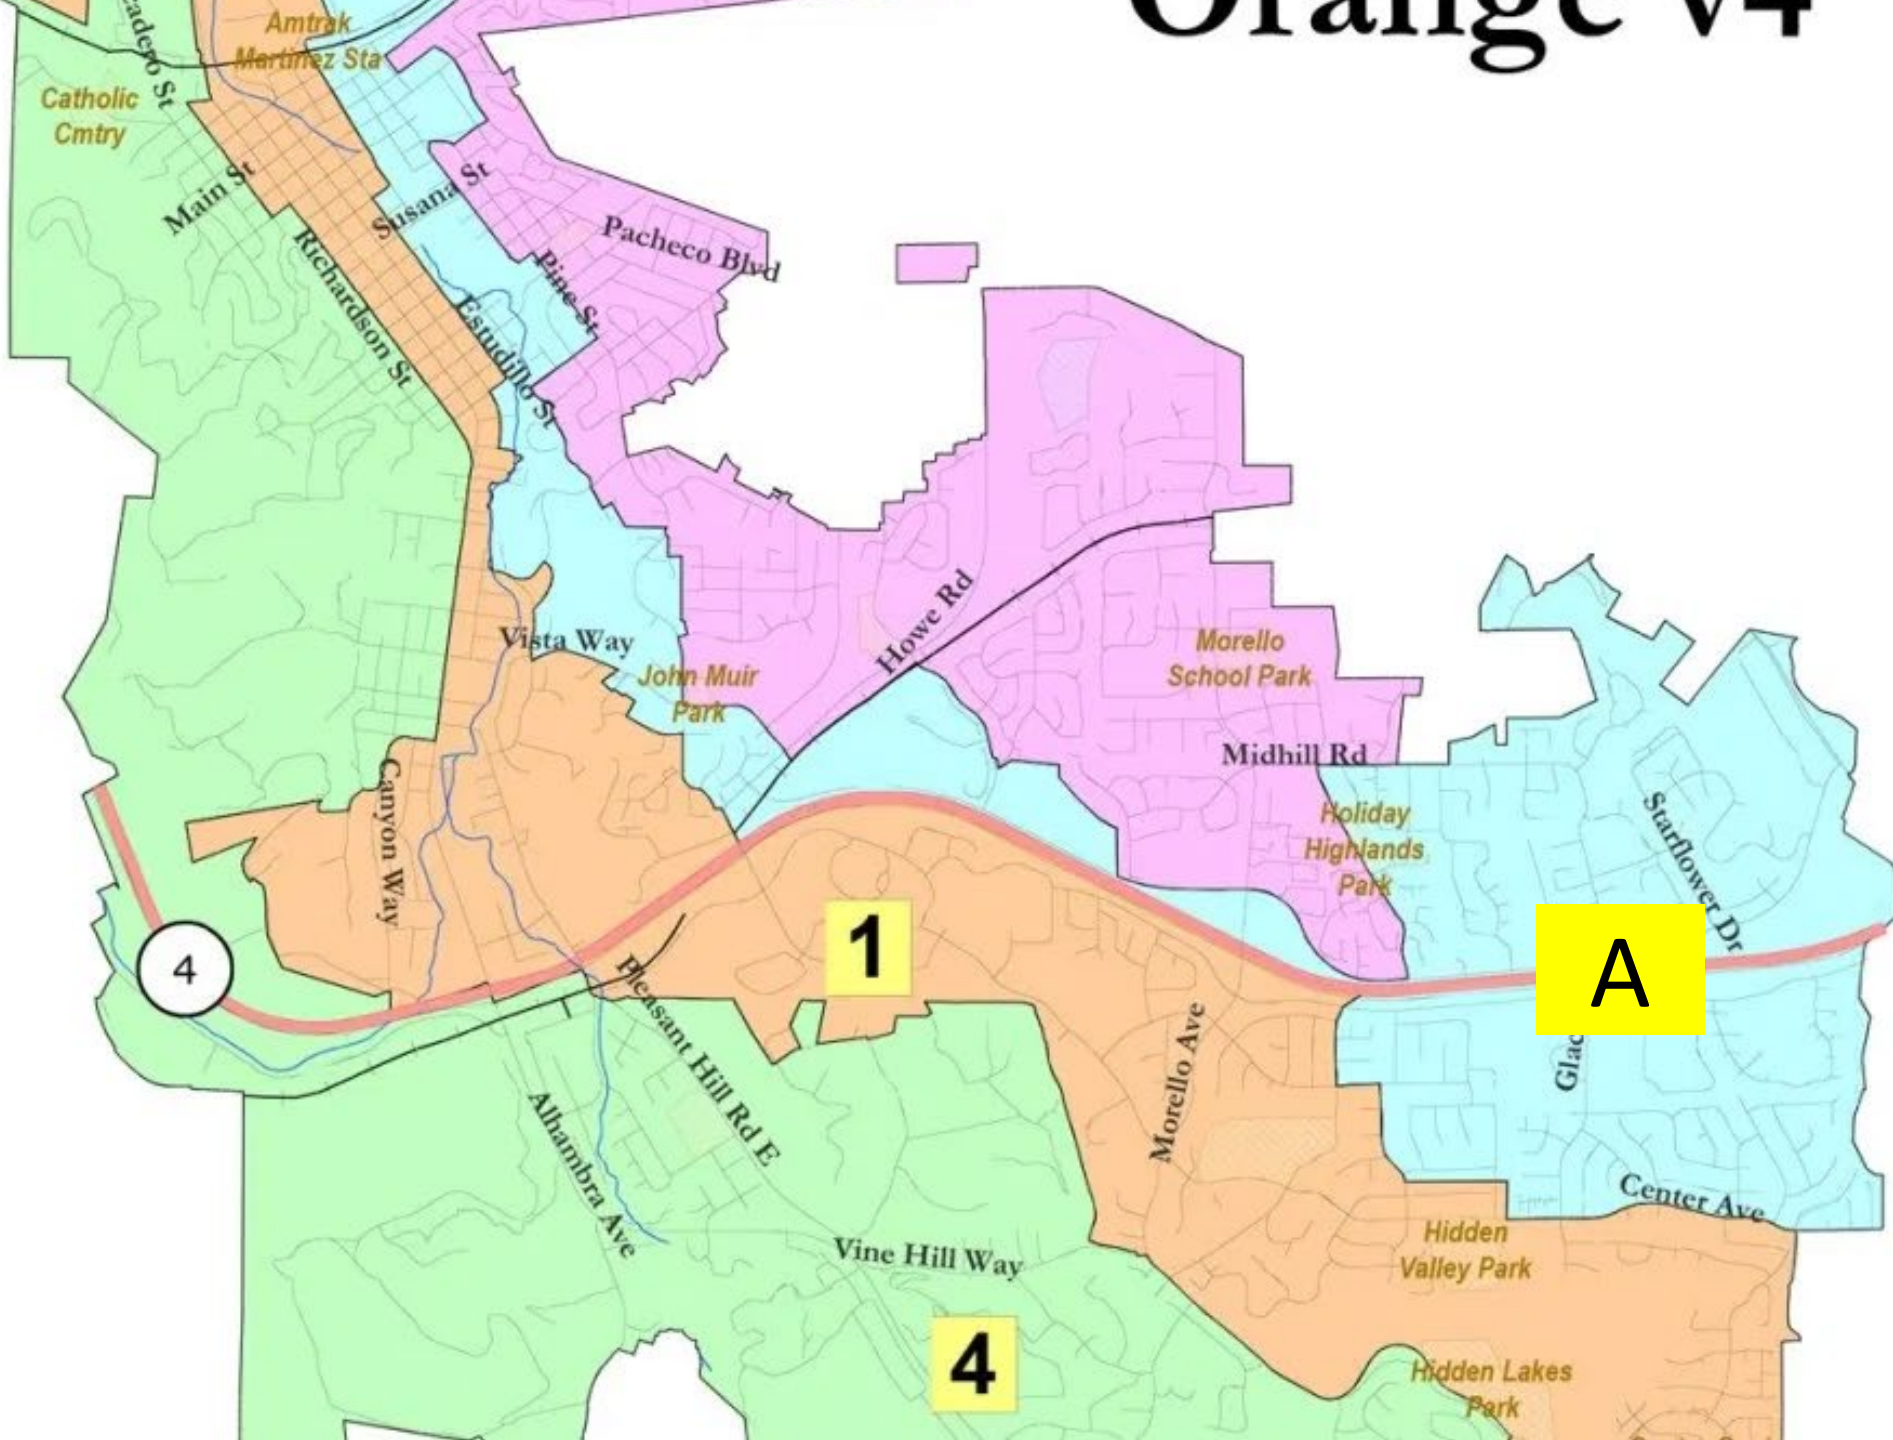 Orange v4
Amtrak
Martinez Sta
Catholic
Cmtry
Main St
Susana St
Richardson St
Pacheco Blvd
Pine St
Estudillo St
Howe Rd
Vista Way
John Muir
Park
Morello
School Park
Midhill Rd
Holiday
Highlands
Park
Starflower Dr
Canyon Way
1
A
4
Pleasant Hill Rd E
Morello Ave
Alhambra Ave
Center Ave
Hidden
Valley Park
Vine Hill Way
4
Hidden Lakes
Park